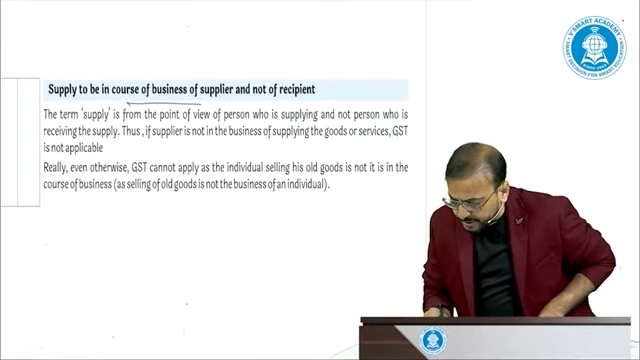 V SMART ACADEMY
SINCE-2005
Supply to be in course of business of supplier and not of recipient
The term 'supply' is from the point of view of person who is supplying and not person who is
receiving the supply. Thus, if supplier is not in the business of supplying the goods or services, GST
is not applicable
Really, even otherwise, GST cannot apply as the individual selling his old goods is not it is in the
course of business (as selling of old goods is not the business of an individual).